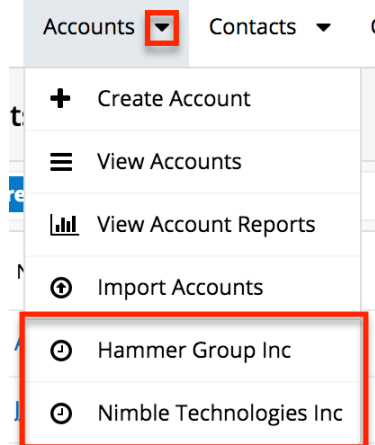 Accounts Contacts
Create Account
View Accounts
View Account Reports
Import Accounts
Hammer Group Inc
Nimble Technologies Inc